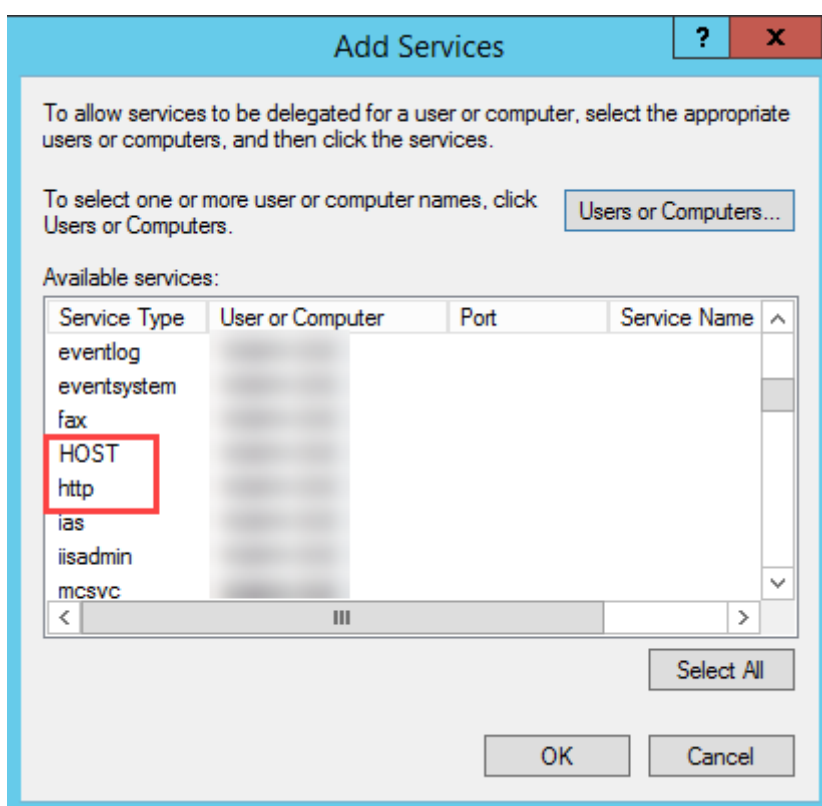 Add Services
?
x
To allow services to be delegated for a user or computer, select the appropriate
users or computers, and then click the services.
To select one or more user or computer names, click
Users or Computers.
Users or Computers...
Available services:
Service Type User or Computer Port Service Name
eventlog
eventsystem
fax
HOST
http
ias
iisadmin
mcsvc
Select All
OK Cancel